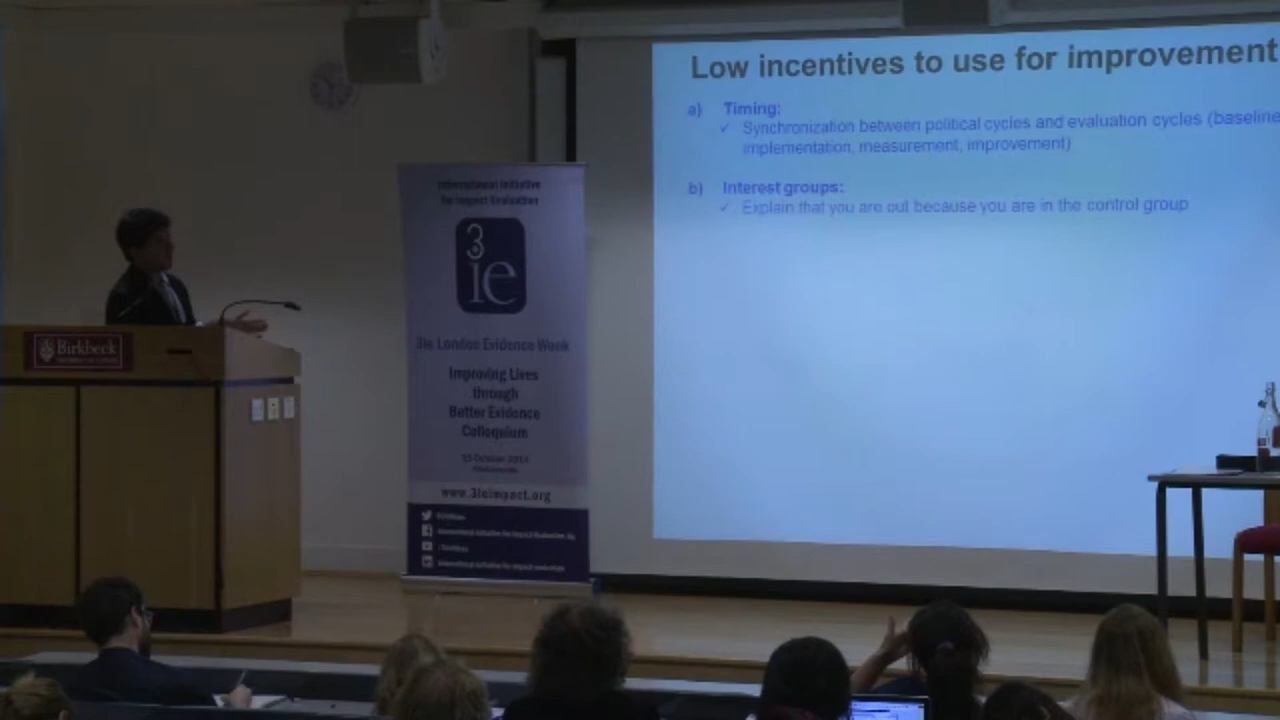 Low incentives to use for improvement
a) Timing:
✓ Synchronization between political cycles and evaluation cycles (baseline
implementation, measurement, improvement)
b) Interest groups:
✓ Explain that you are out because you are in the control group
International Initiative
for Impact Evaluation
3
ie
3ie London Evidence Week
Improving Lives
through
Better Evidence
Colloquium
www.3ieimpact.org
Birkbeck